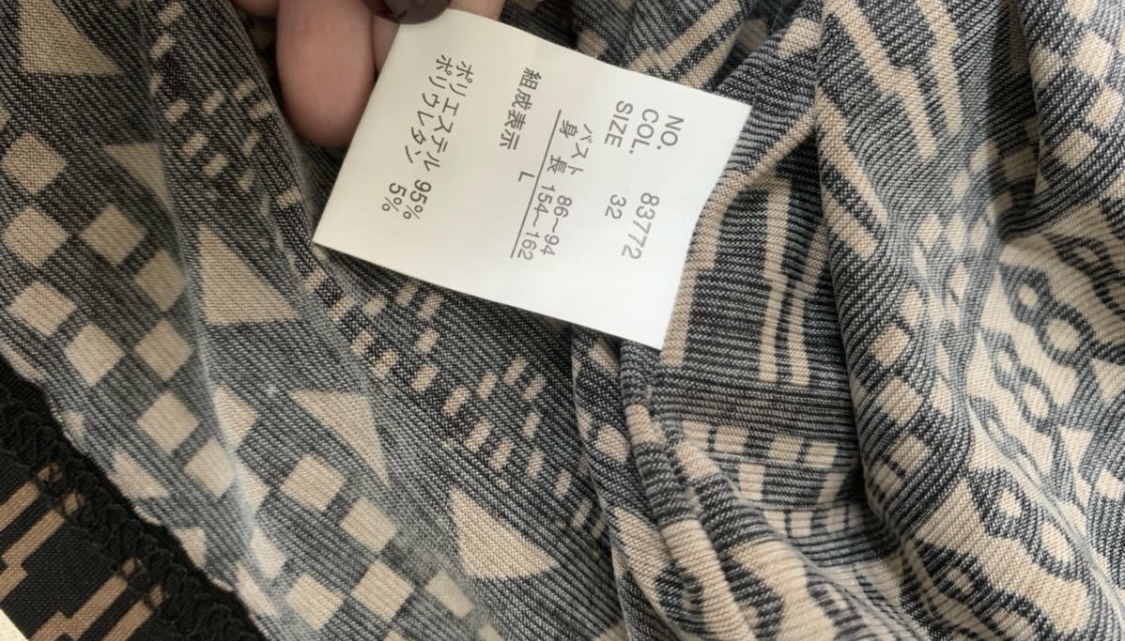 NO. 83772
COL. 32
SIZE
バスト 86~94
身長 154~162
L
組成表示
ポリエステル 95%
ポリウレタン 5%